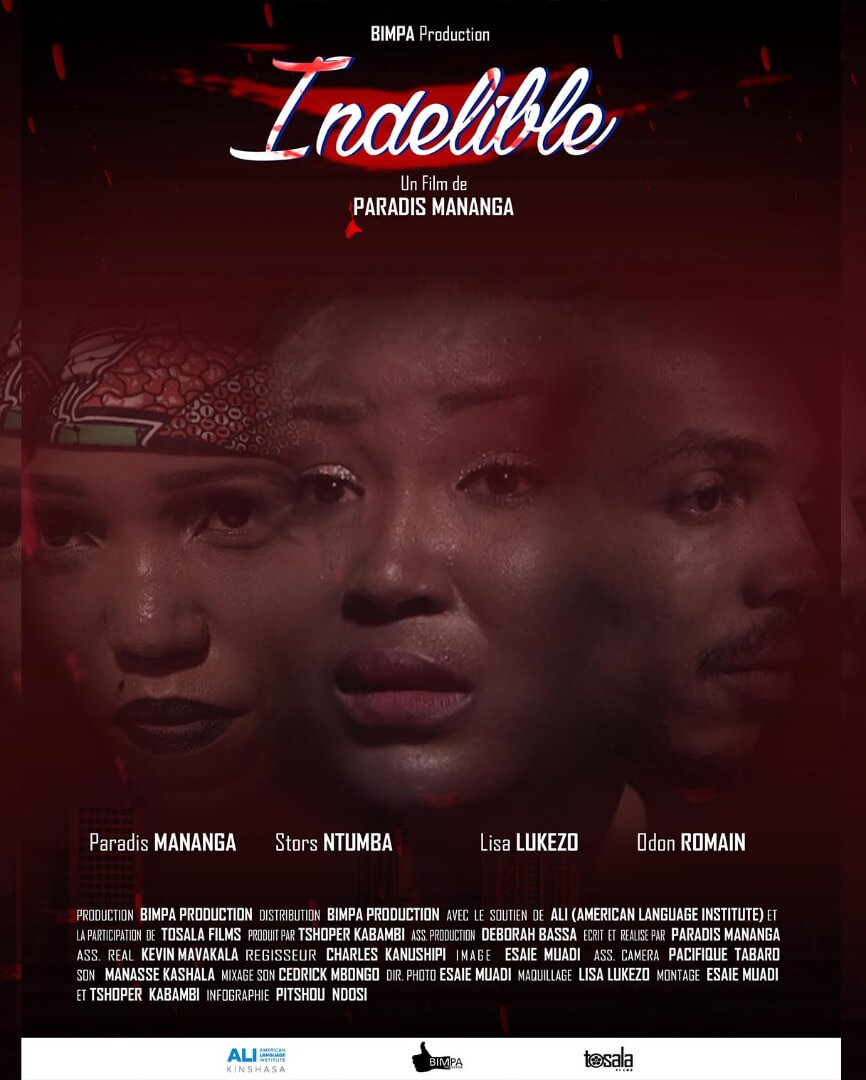 BIMPA Production
Indelible
Un Film de
PARADIS MANANGA
Paradis MANANGA Stors NTUMBA Lisa LUKEZO Odon ROMAIN
PRODUCTION BIMPA PRODUCTION DISTRIBUTION BIMPA PRODUCTION AVEC LE SOUTIEN DE ALI (AMERICAN LANGUAGE INSTITUTE) ET
LA PARTICIPATION DE TOSALA FILMS PRODUIT PAR TSHOPER KABAMBI ASS. PRODUCTION DEBORAH BASSA ECRIT ET REALISE PAR PARADIS MANANGA
ASS. REAL KEVIN MAVAKALA REGISSEUR CHARLES KANUSHIPI IMAGE ESAIE MUADI ASS. CAMERA PACIFIQUE TABARO
SON MANASSE KASHALA MIXAGE SON CEDRICK MBONGO DIR. PHOTO ESAIE MUADI MAQUILLAGE LISA LUKEZO MONTAGE ESAIE MUADI
ET TSHOPER KABAMBI INFOGRAPHIE PITSHOU NDOSI
ALI AMERICAN LANGUAGE INSTITUTE
KINSHASA
BIMPA
tosala
FILMS